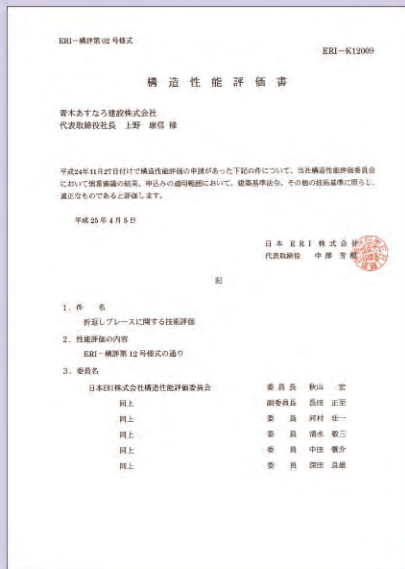 ERI-構評第02号様式
ERI-K12009
構造性能評価書
青木あすなろ建設株式会社
代表取締役社長 上野 康信 様
平成24年11月27日付けで構造性能評価の申請があった下記の件について、当社構造性能評価委員会
において慎重審議の結果、申込みの適用範囲において、建築基準法令、その他の技術基準に照らし、
適正なものであると評価します。
平成25年4月5日
日本ERI株式会社
代表取締役 中澤 芳樹
記
1.件 名
折返しブレースに関する技術評価
2.性能評価の内容
ERI-構評第12号様式の通り
3.委員名
日本ERI株式会社構造性能評価委員会 委員長 秋山 宏
同上 副委員長 長田 正至
同上 委 員 河村 壮一
同上 委 員 清水 敬三
同上 委 員 中田 慎介
同上 委 員 深田 良雄